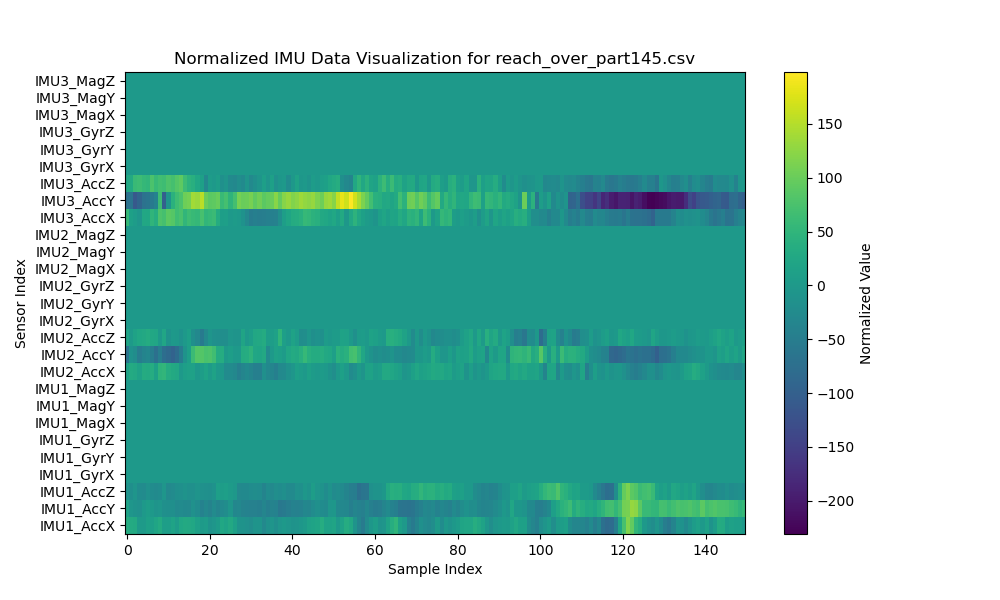 Normalized IMU Data Visualization for reach_over_part145.csv
IMU3_MagZ
IMU3_MagY
IMU3_MagX
IMU3_GyrZ
IMU3_GyrY
IMU3_GyrX
IMU3_AccZ
IMU3_AccY
IMU3_AccX
IMU2_MagZ
IMU2_MagY
IMU2_MagX
IMU2_GyrZ
IMU2_GyrY
IMU2_GyrX
IMU2_AccZ
IMU2_AccY
IMU2_AccX
IMU1_MagZ
IMU1_MagY
IMU1_MagX
IMU1_GyrZ
IMU1_GyrY
IMU1_GyrX
IMU1_AccZ
IMU1_AccY
IMU1_AccX
Sensor Index
0 20 40 60 80 100 120 140
Sample Index
150
100
50
0
−50
−100
−150
−200
Normalized Value